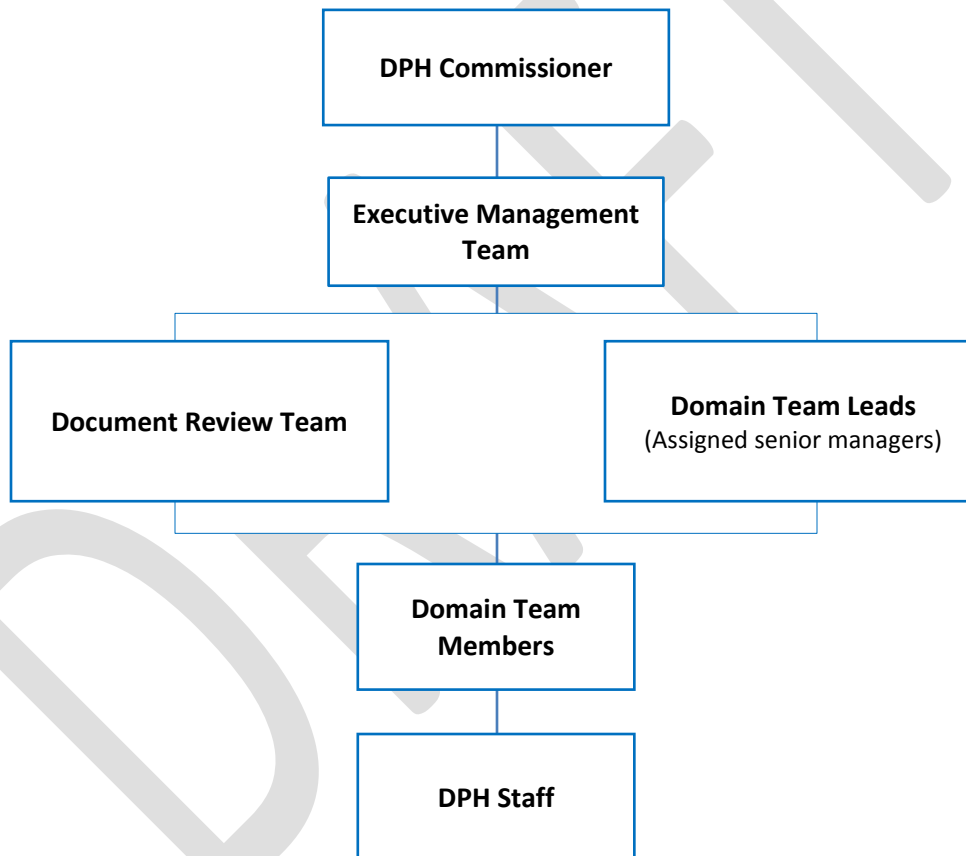 DPH Commissioner
Executive Management
Team
Document Review Team
Domain Team Leads
(Assigned senior managers)
Domain Team
Members
DPH Staff
DRAFT